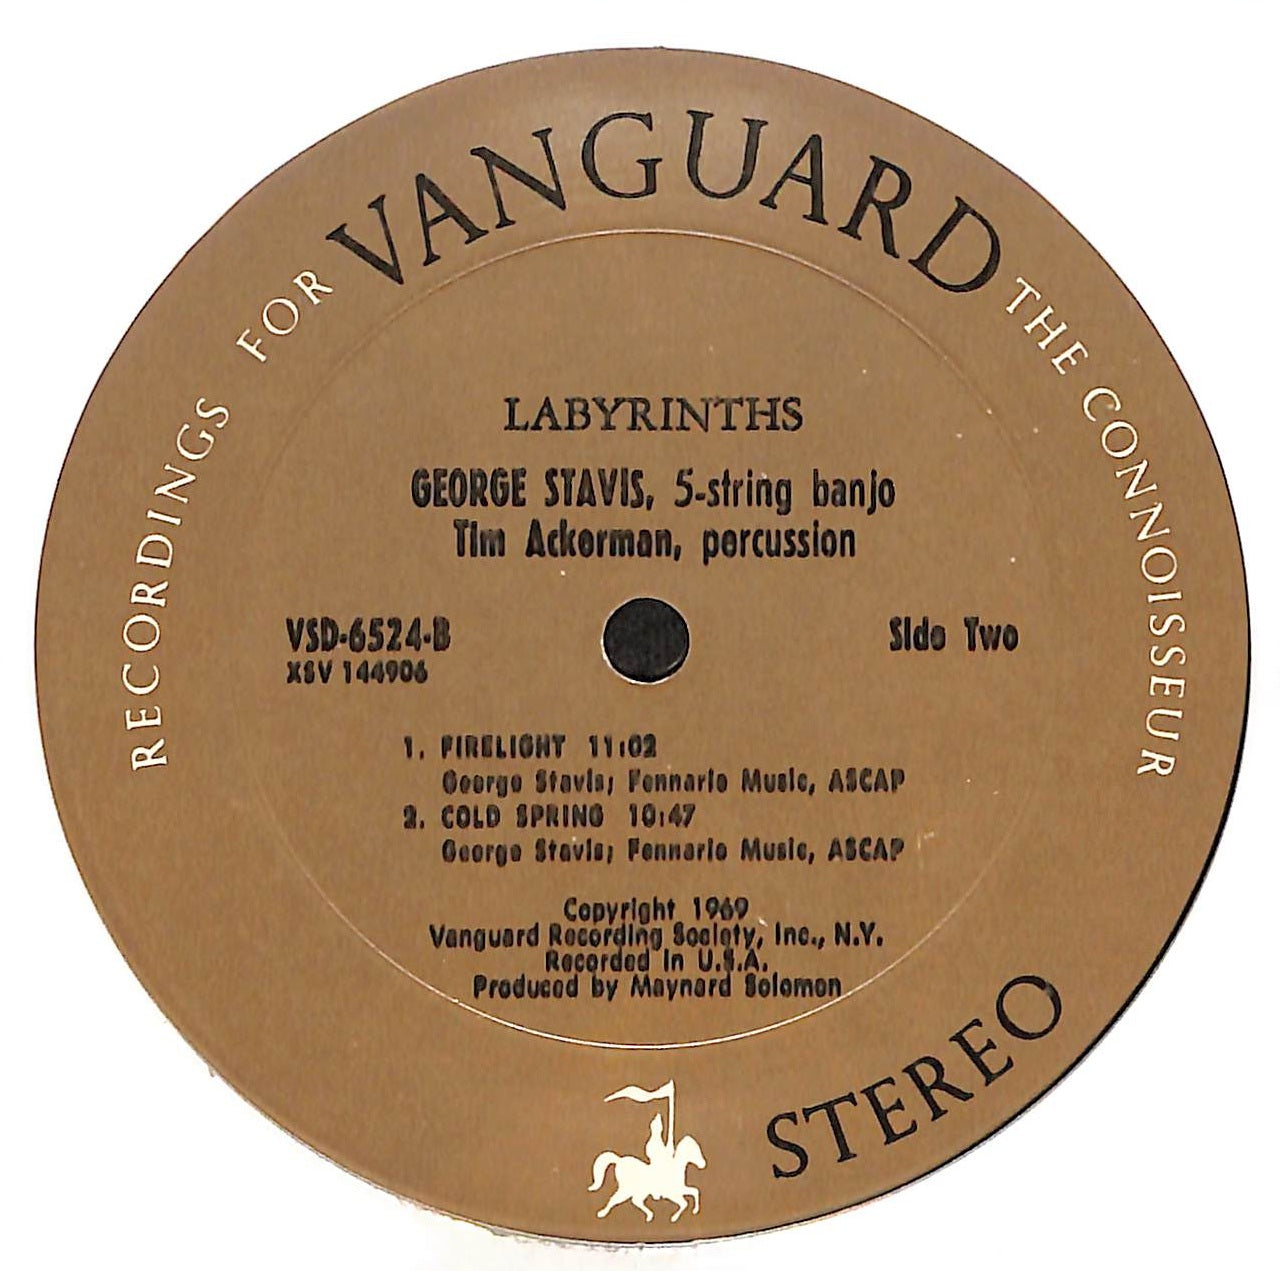 RECORDINGS FOR VANGUARD THE CONNOISSEUR
LABYRINTHS
GEORGE STAVIS, 5-string banjo
Tim Ackerman, percussion
VSD-6524-B
XSV 144906
Side Two
1. FIRELIGHT 11:02
George Stavis; Fennario Music, ASCAP
2. COLD SPRING 10:47
George Stavis; Fennario Music, ASCAP
Copyright 1969
Vanguard Recording Society, Inc., N.Y.
Recorded in U.S.A.
Produced by Maynard Solomon
STEREO